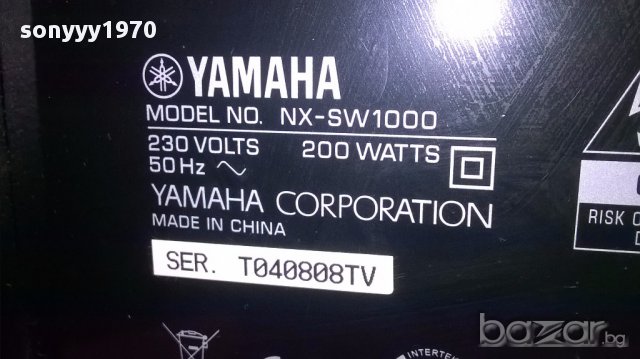 sonyyy1970
YAMAHA
MODEL NO. NX-SW1000
230 VOLTS 200 WATTS
50 Hz ~
YAMAHA CORPORATION
MADE IN CHINA
SER. T040808TV
RISK
INTERTEK
bazar.bg